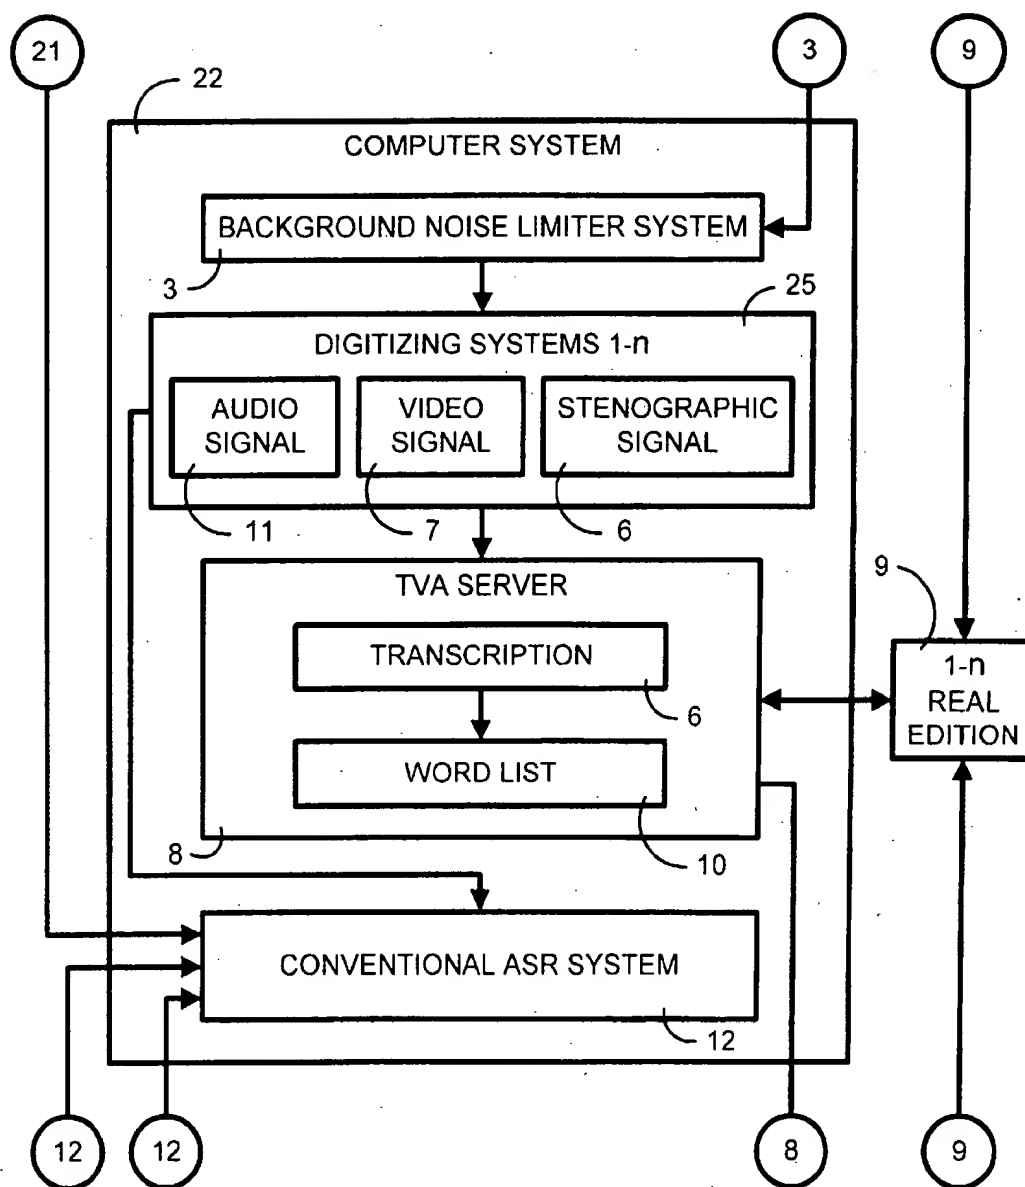 21
3
9
22
COMPUTER SYSTEM
BACKGROUND NOISE LIMITER SYSTEM
3
25
DIGITIZING SYSTEMS 1-n
AUDIO
SIGNAL
VIDEO
SIGNAL
STENOGRAPHIC
SIGNAL
11
7
6
TVA SERVER
9
TRANSCRIPTION
1-n
REAL
EDITION
6
WORD LIST
8
10
CONVENTIONAL ASR SYSTEM
12
12
12
8
9